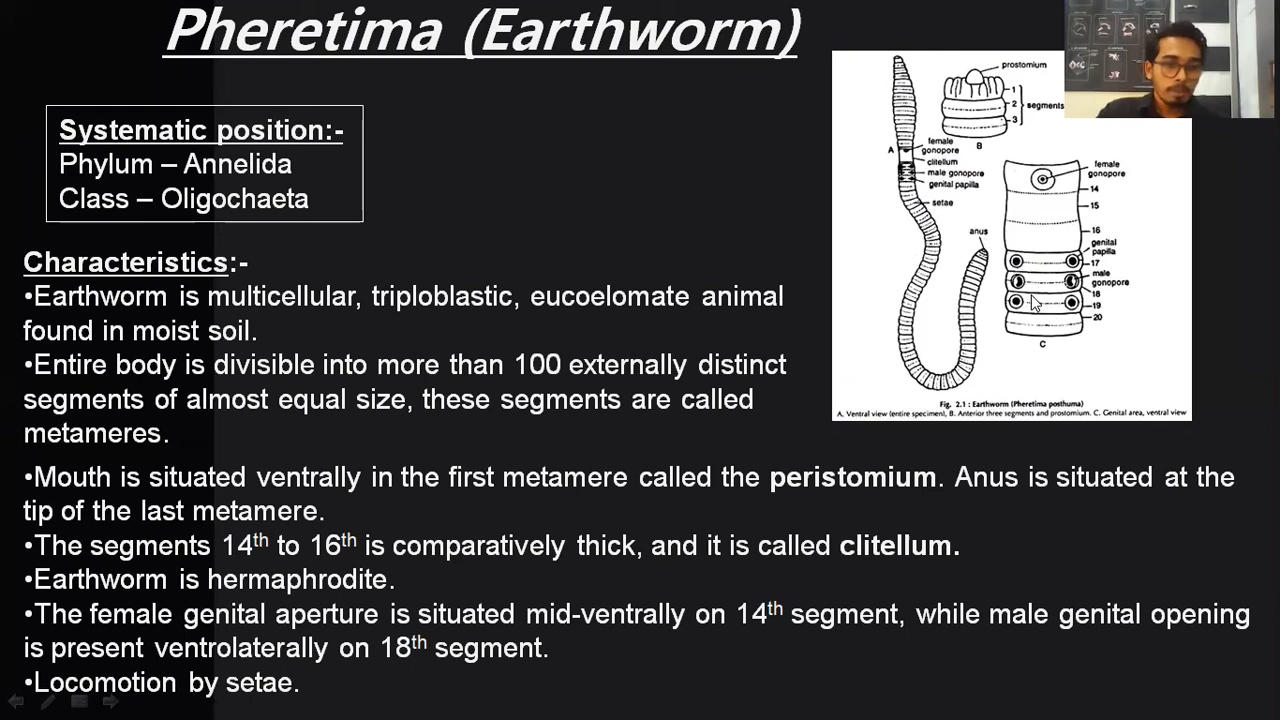 Pheretima (Earthworm)
Systematic position:-
Phylum – Annelida
Class – Oligochaeta
Characteristics:-
•Earthworm is multicellular, triploblastic, eucoelomate animal
found in moist soil.
•Entire body is divisible into more than 100 externally distinct
segments of almost equal size, these segments are called
metameres.
•Mouth is situated ventrally in the first metamere called the peristomium. Anus is situated at the
tip of the last metamere.
•The segments 14th to 16th is comparatively thick, and it is called clitellum.
•Earthworm is hermaphrodite.
•The female genital aperture is situated mid-ventrally on 14th segment, while male genital opening
is present ventrolaterally on 18th segment.
•Locomotion by setae.
prostomium
1
2
segments
3
B
A
female
gonopore
clitellum
male gonopore
genital papilla
setae
anus
female
gonopore
14
15
16
genital
papilla
17
male
gonopore
18
19
20
C
Fig. 2.1 : Earthworm (Pheretima posthuma)
A. Ventral view (entire specimen), B. Anterior three segments and prostomium. C. Genital area, ventral view